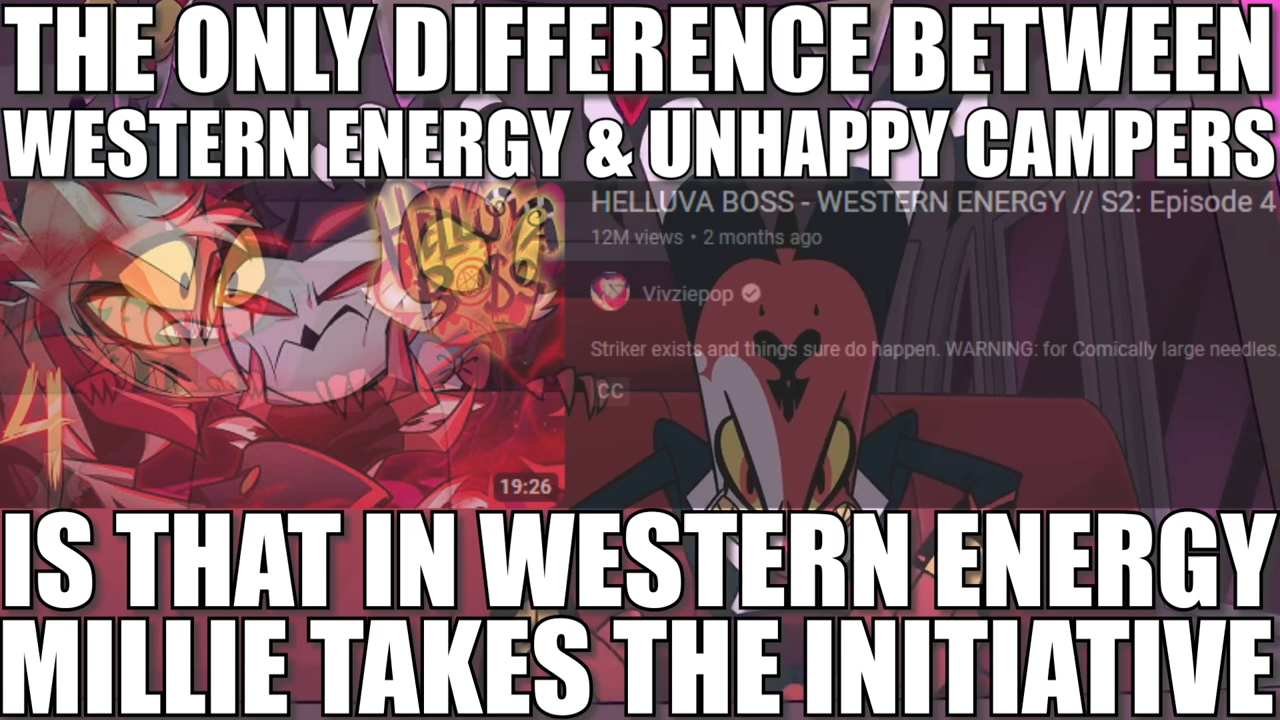 THE ONLY DIFFERENCE BETWEEN
WESTERN ENERGY & UNHAPPY CAMPERS
HELLUVA BOSS
HELLUVA BOSS - WESTERN ENERGY // S2: Episode 4
12M views • 2 months ago
Vivziepop
Striker exists and things sure do happen. WARNING: for Comically large needles.
CC
4
19:26
IS THAT IN WESTERN ENERGY
MILLIE TAKES THE INITIATIVE